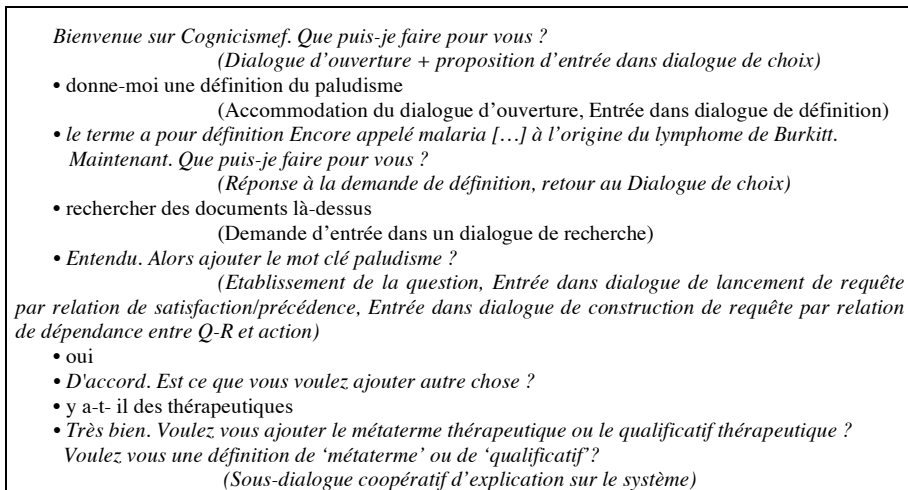 Bienvenue sur Cognicismef. Que puis-je faire pour vous ?
(Dialogue d'ouverture + proposition d'entrée dans dialogue de choix)
• donne-moi une définition du paludisme
(Accommodation du dialogue d'ouverture, Entrée dans dialogue de définition)
• le terme a pour définition Encore appelé malaria […] à l'origine du lymphome de Burkitt.
Maintenant. Que puis-je faire pour vous ?
(Réponse à la demande de définition, retour au Dialogue de choix)
• rechercher des documents là-dessus
(Demande d'entrée dans un dialogue de recherche)
• Entendu. Alors ajouter le mot clé paludisme ?
(Etablissement de la question, Entrée dans dialogue de lancement de requête
par relation de satisfaction/précédence, Entrée dans dialogue de construction de requête par relation
de dépendance entre Q-R et action)
• oui
• D'accord. Est ce que vous voulez ajouter autre chose ?
• y a-t- il des thérapeutiques
• Très bien. Voulez vous ajouter le métaterme thérapeutique ou le qualificatif thérapeutique ?
Voulez vous une définition de 'métaterme' ou de 'qualificatif'?
(Sous-dialogue coopératif d'explication sur le système)